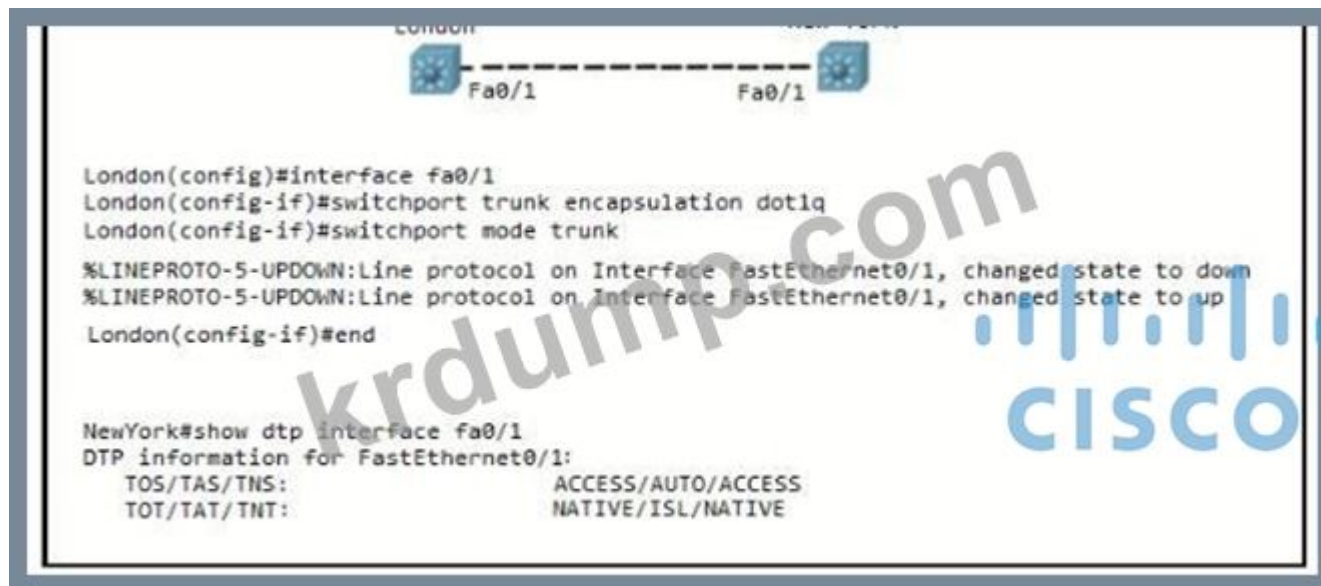 Fa0/1
Fa0/1
London(config)#interface fa0/1
London(config-if)#switchport trunk encapsulation dot1q
London(config-if)#switchport mode trunk
%LINEPROTO-5-UPDOWN:Line protocol on Interface FastEthernet0/1, changed state to down
%LINEPROTO-5-UPDOWN:Line protocol on Interface FastEthernet0/1, changed state to up
London(config-if)#end
krdump.com
CISCO
NewYork#show dtp interface fa0/1
DTP information for FastEthernet0/1:
TOS/TAS/TNS: ACCESS/AUTO/ACCESS
TOT/TAT/TNT: NATIVE/ISL/NATIVE